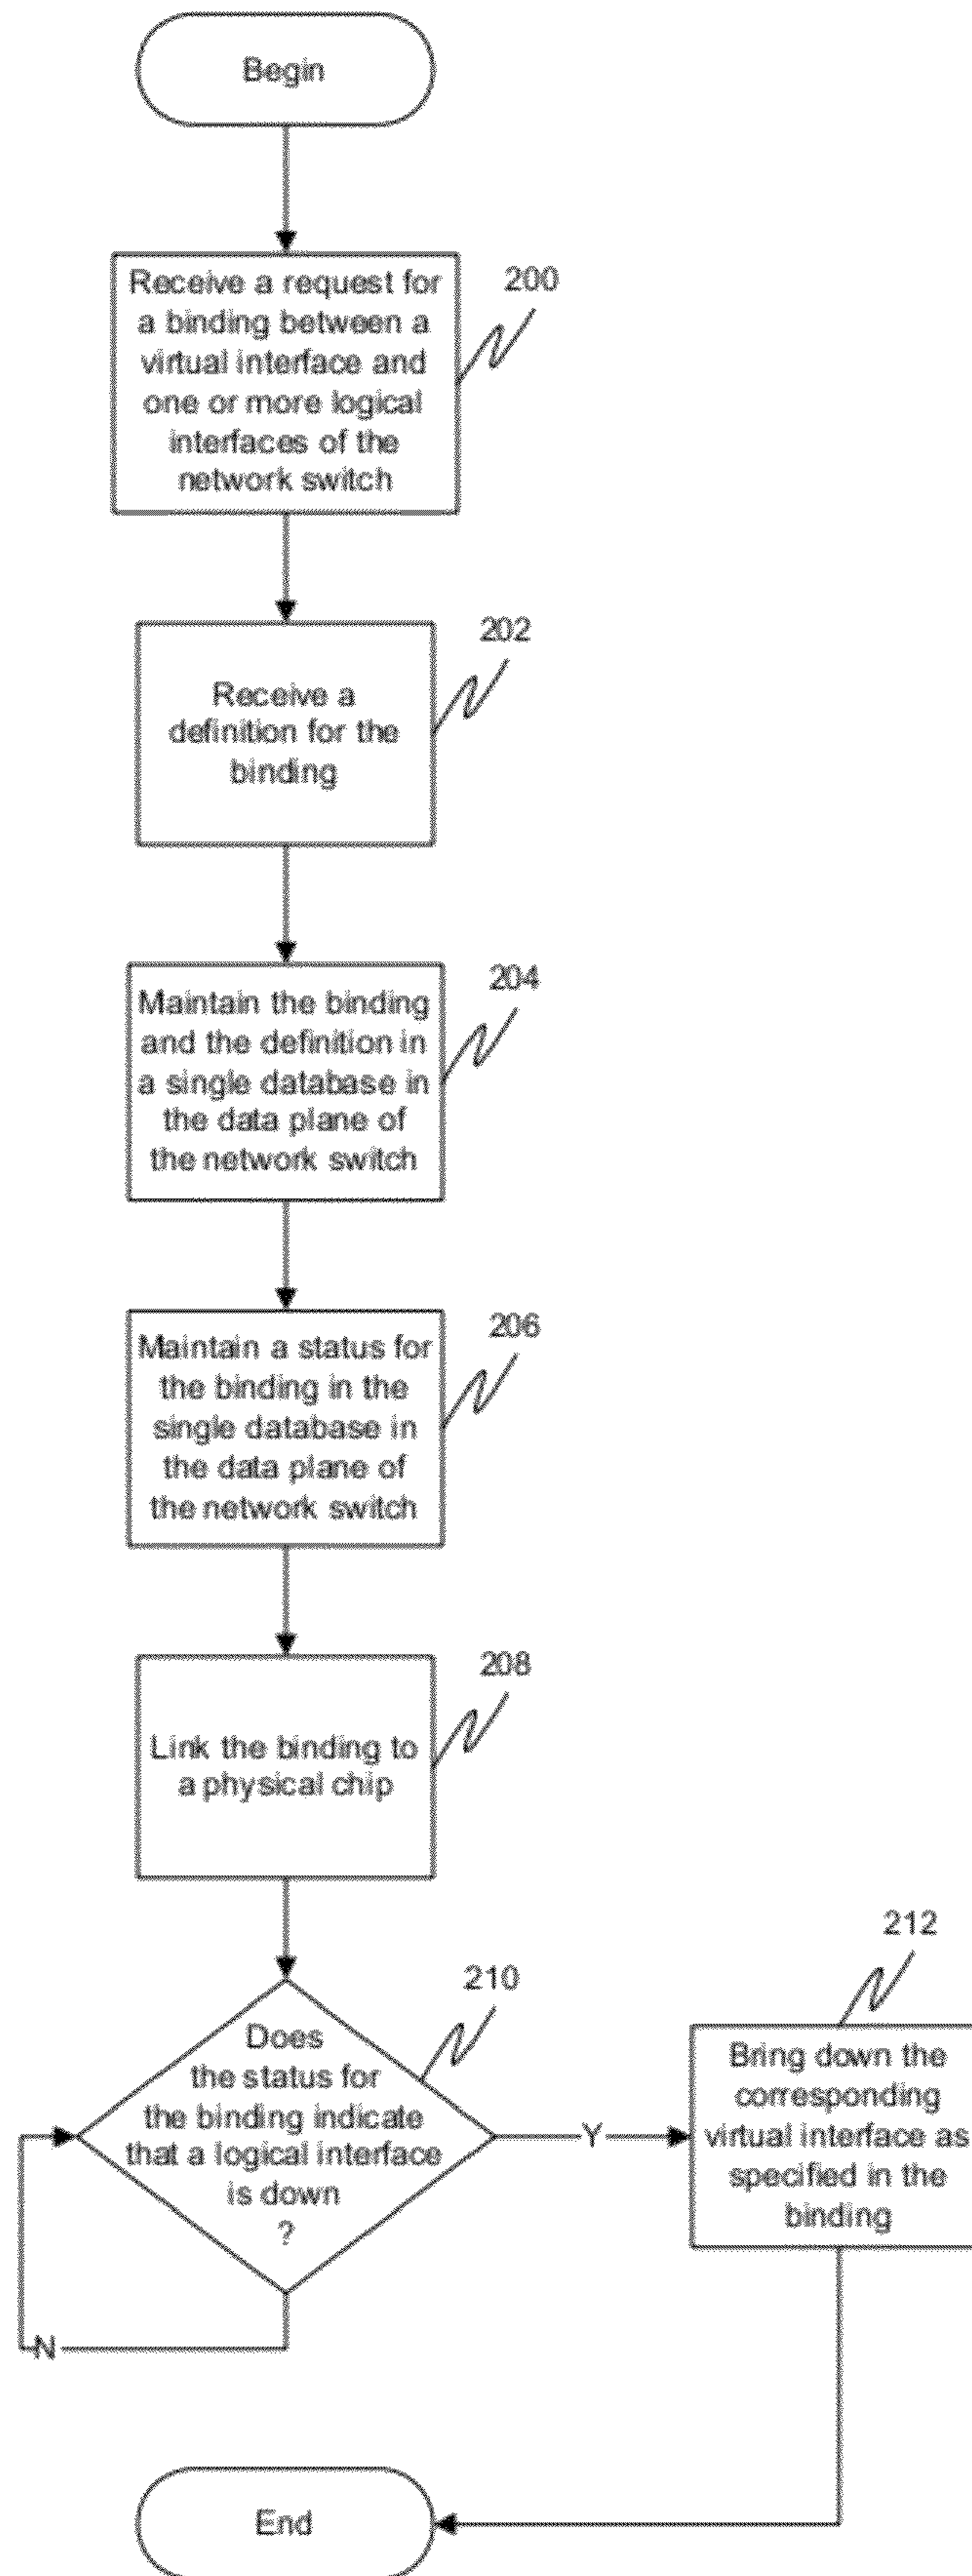 Begin
Receive a request for
a binding between a
virtual interface and
one or more logical
interfaces of the
network switch
200
Receive a
definition for the
binding
202
Maintain the binding
and the definition in
a single database in
the data plane of
the network switch
204
Maintain a status for
the binding in the
single database in
the data plane of
the network switch
206
Link the binding to
a physical chip
208
Does
the status for
the binding indicate
that a logical interface
is down
?
210
Y
N
Bring down the
corresponding
virtual interface as
specified in the
binding
212
End